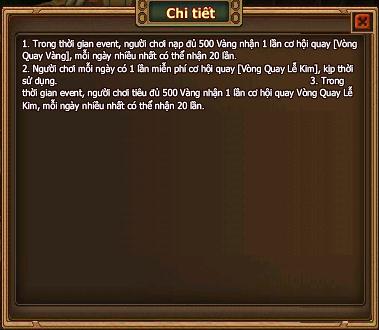 Chi tiết
1. Trong thời gian event, người chơi nạp đủ 500 Vàng nhận 1 lần cơ hội quay [Vòng
Quay Vàng], mỗi ngày nhiều nhất có thể nhận 20 lần.
2. Người chơi mỗi ngày có 1 lần miễn phí cơ hội quay [Vòng Quay Lễ Kim], kịp thời
sử dụng. 3. Trong
thời gian event, người chơi tiêu đủ 500 Vàng nhận 1 lần cơ hội quay Vòng Quay Lễ
Kim, mỗi ngày nhiều nhất có thể nhận 20 lần.